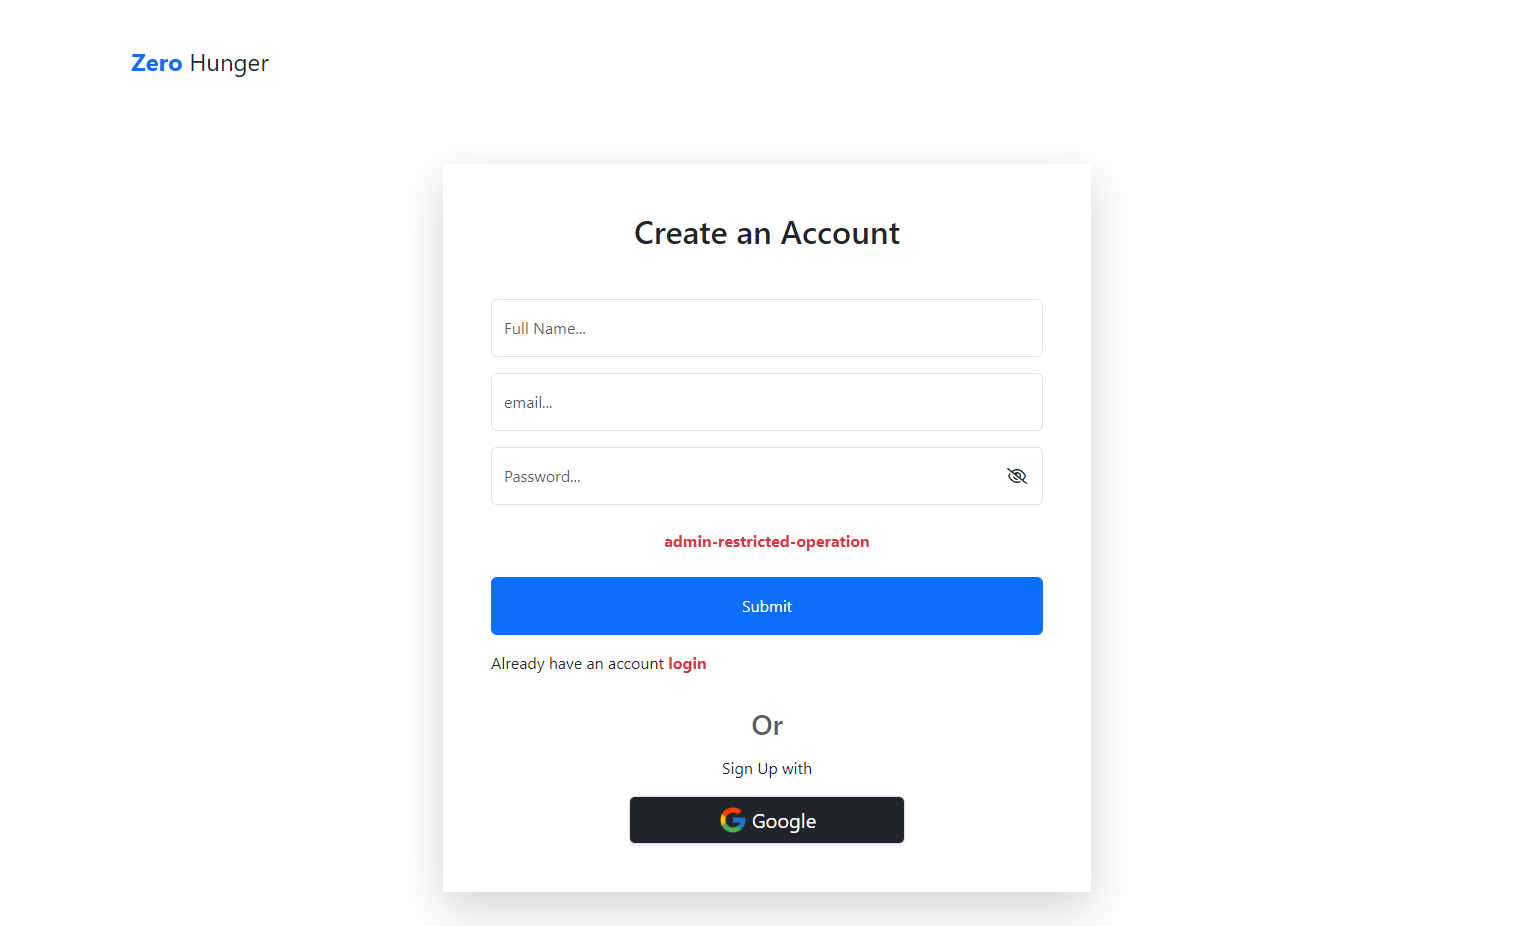 Zero Hunger
Create an Account
Full Name...
email...
Password...
admin-restricted-operation
Submit
Already have an account login
Or
Sign Up with
Google